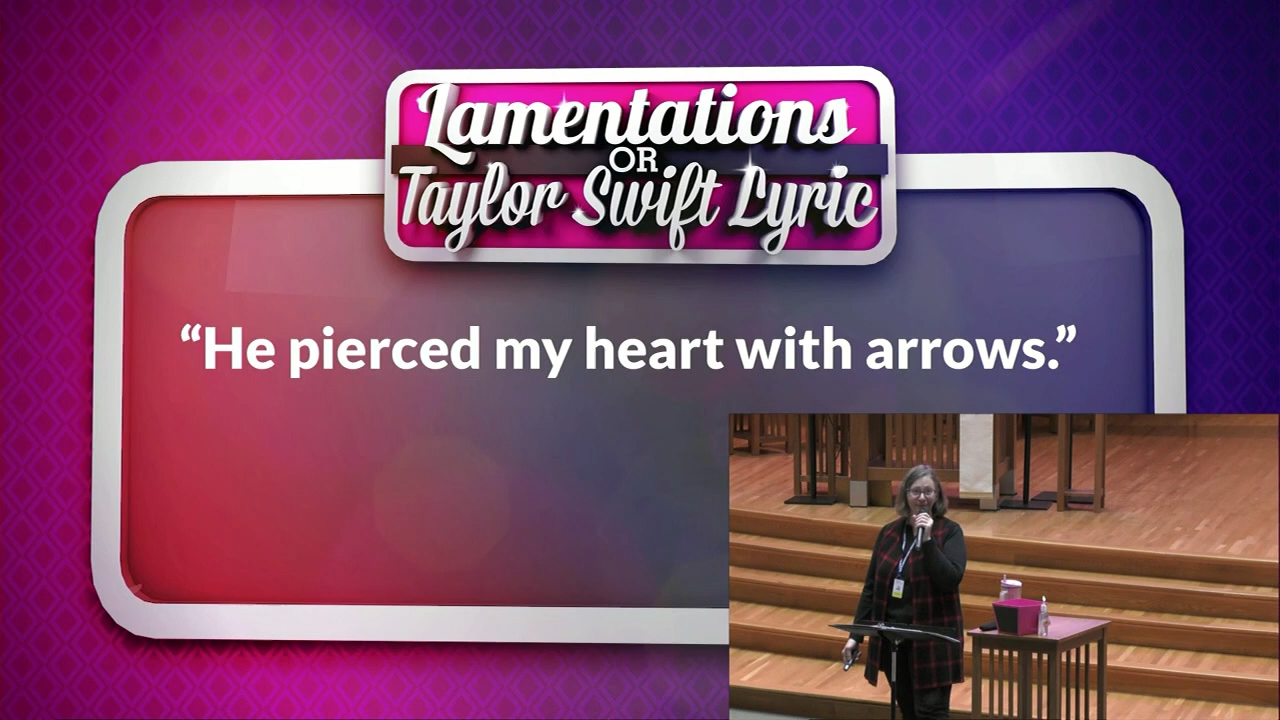 Lamentations
OR
Taylor Swift Lyric
“He pierced my heart with arrows.”